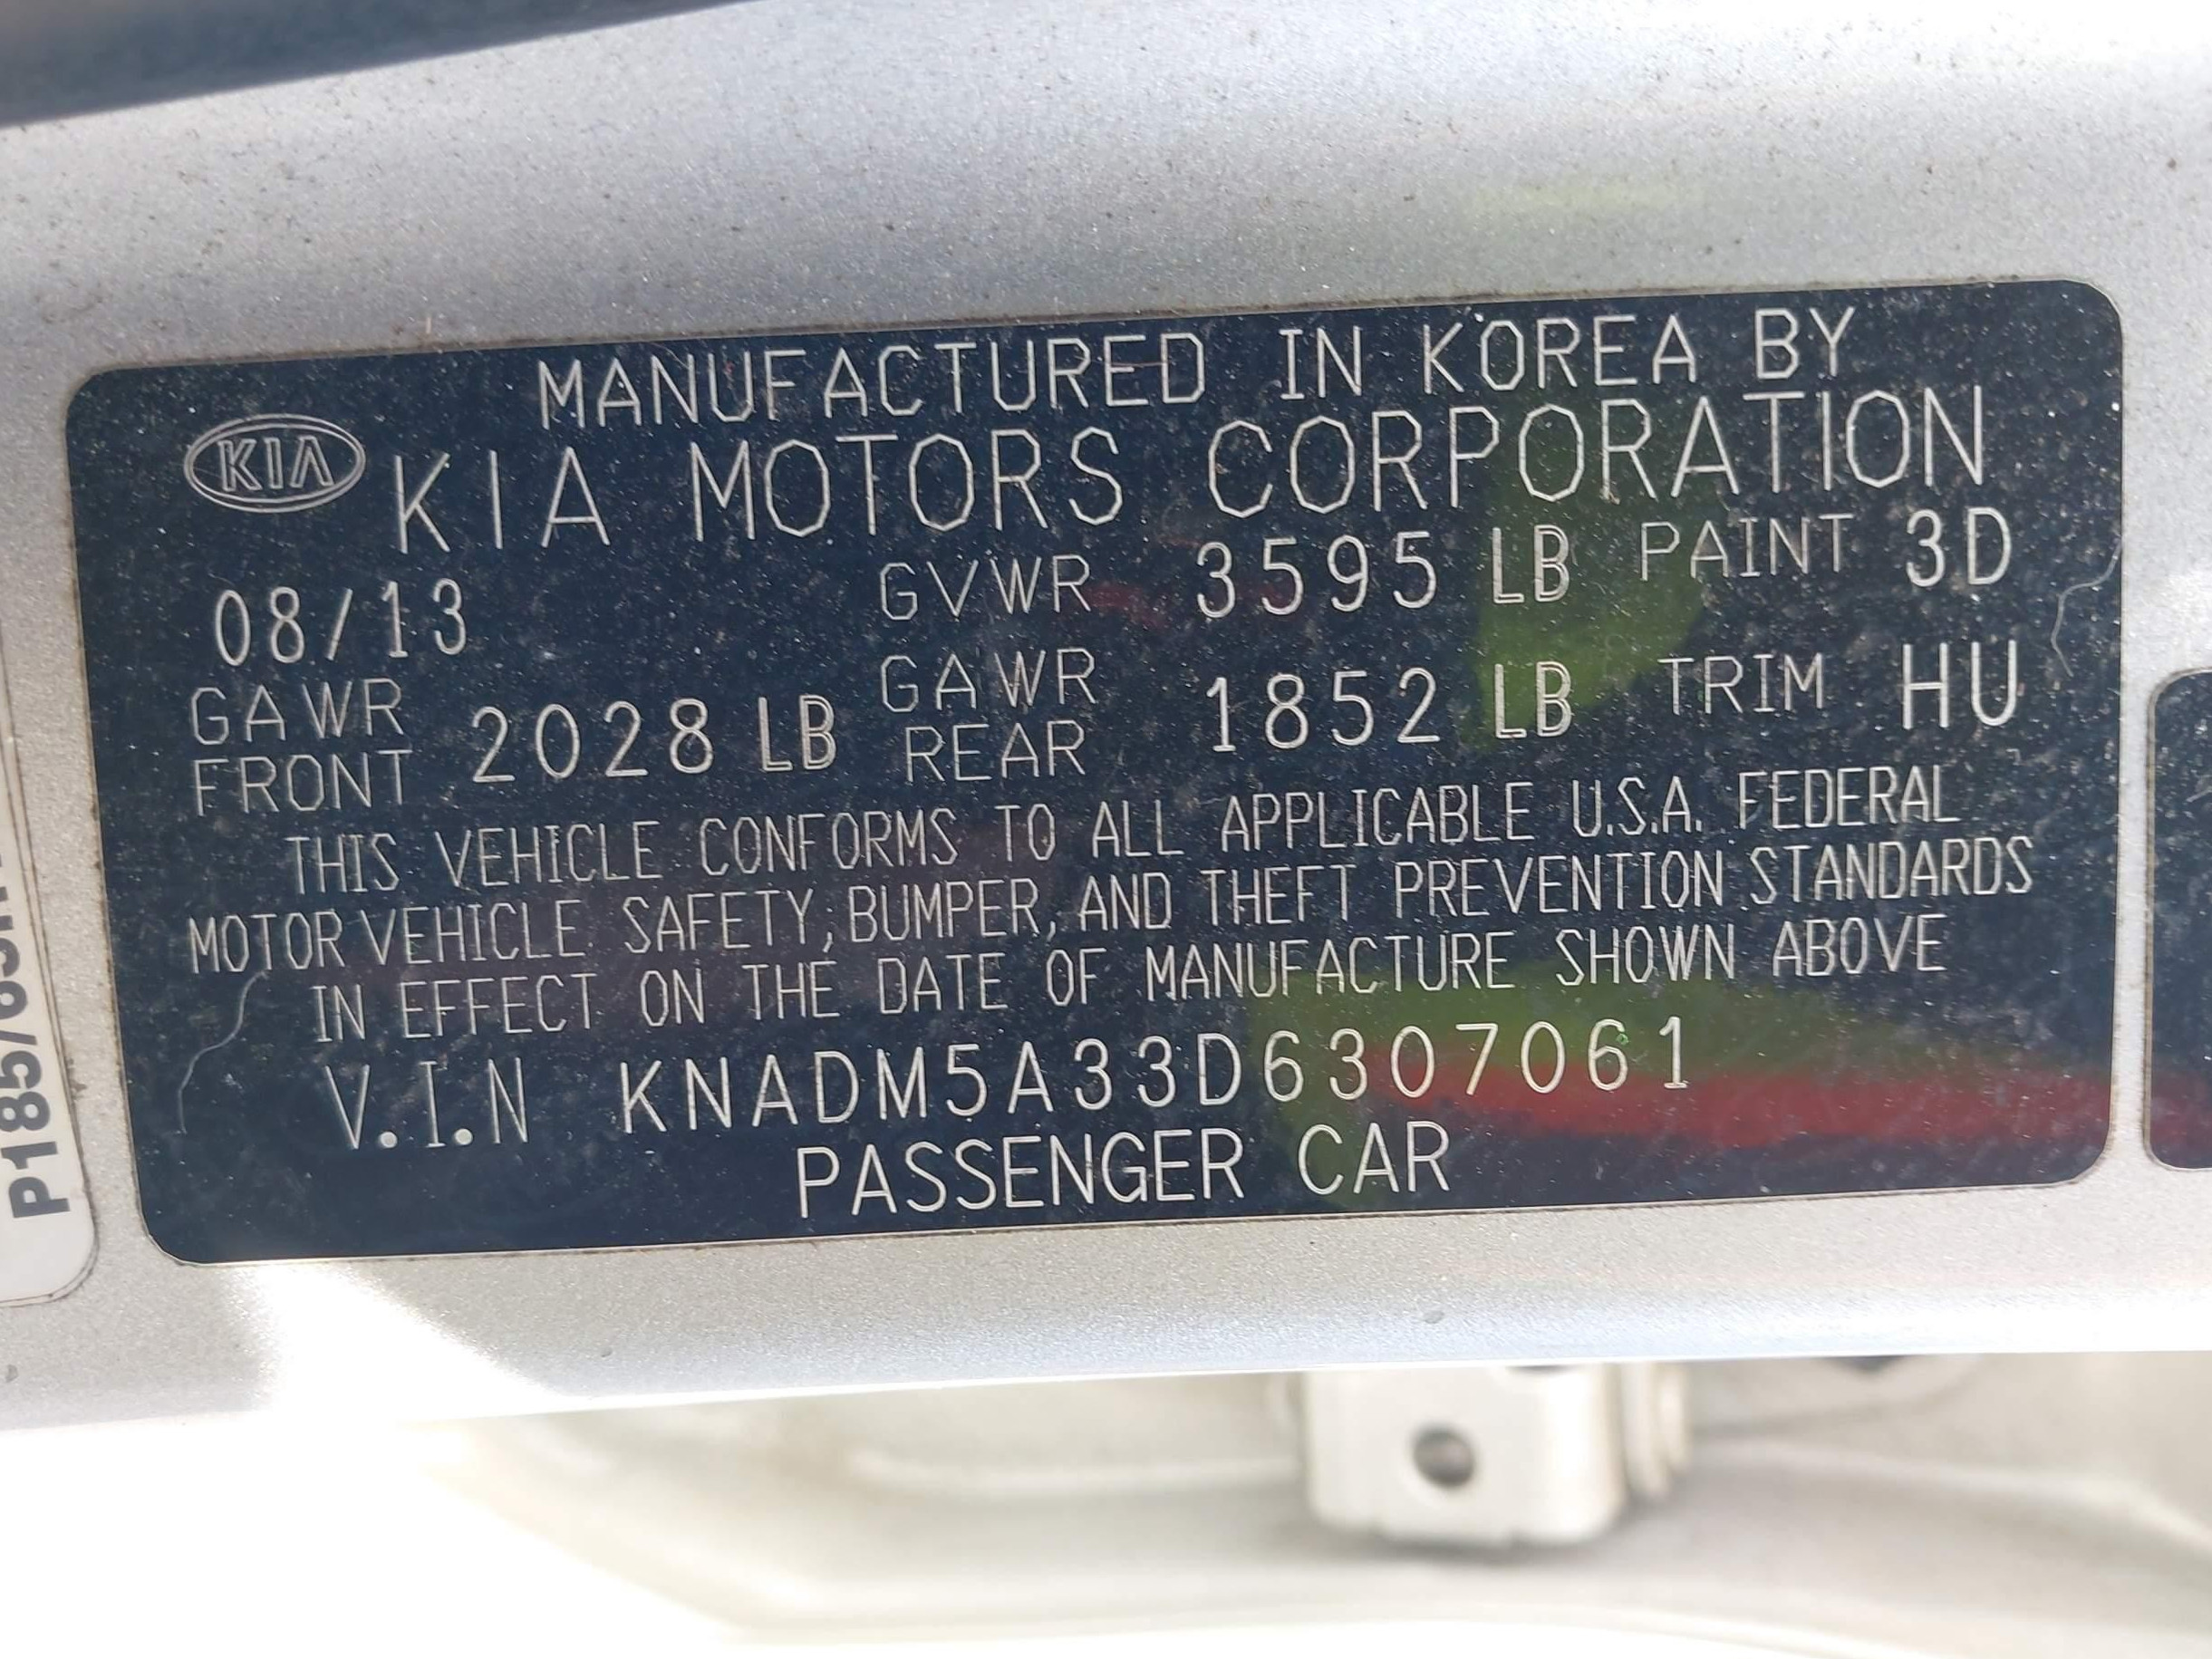 MANUFACTURED IN KOREA BY
KIA KIA MOTORS CORPORATION
08/13 GVWR 3595 LB PAINT 3D
GAWR FRONT 2028 LB GAWR REAR 1852 LB TRIM HU
THIS VEHICLE CONFORMS TO ALL APPLICABLE U.S.A. FEDERAL
MOTOR VEHICLE SAFETY, BUMPER, AND THEFT PREVENTION STANDARDS
IN EFFECT ON THE DATE OF MANUFACTURE SHOWN ABOVE
V.I.N KNADM5A33D6307061
PASSENGER CAR